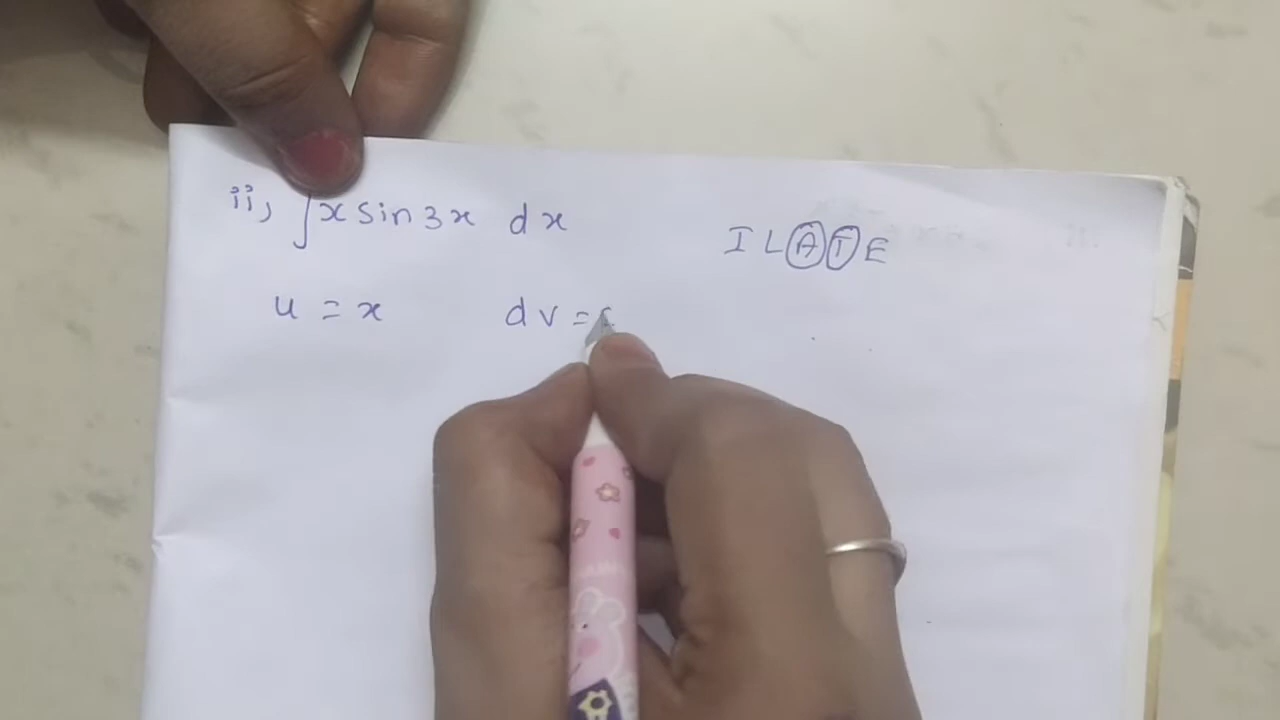 ii, ∫x sin 3x dx
I L A T E
u = x dv =